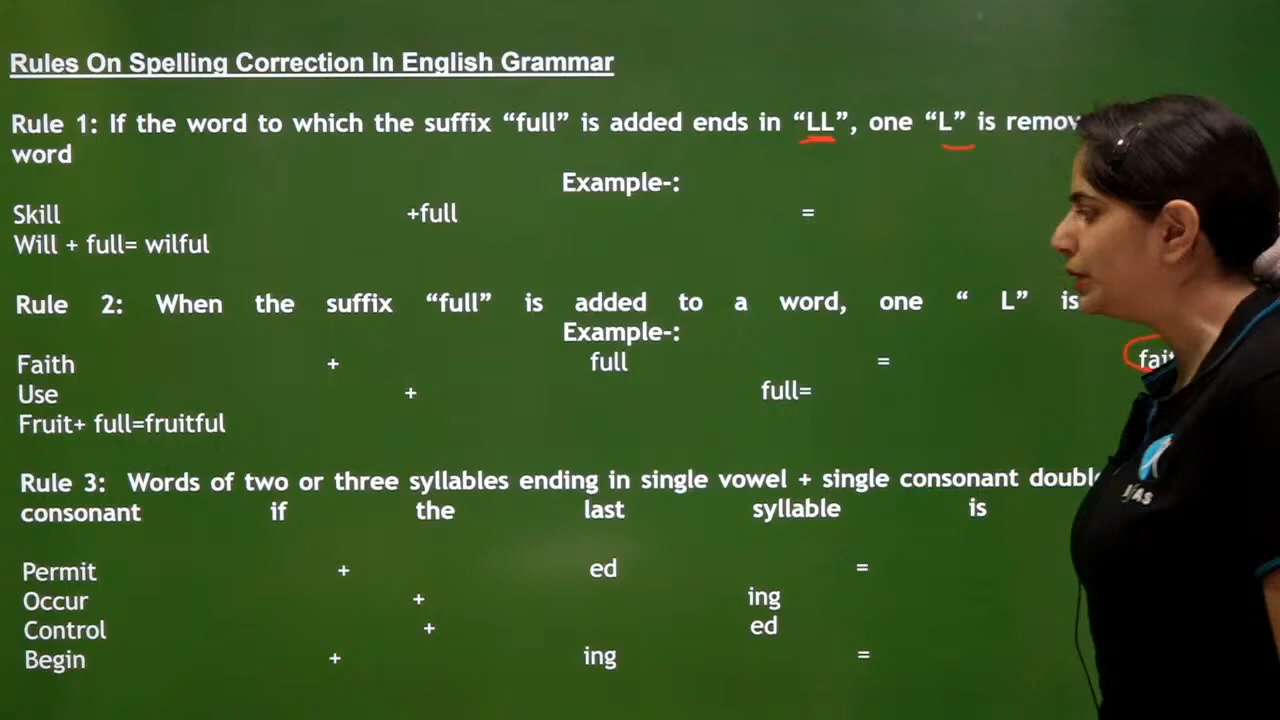 Rules On Spelling Correction In English Grammar
Rule 1: If the word to which the suffix “full” is added ends in “LL”, one “L” is
word
Example-:
Skill +full =
Will + full= wilful
Rule 2: When the suffix “full” is added to a word, one “ L” is
Example-:
Faith + full =
Use + full=
Fruit+ full=fruitful
Rule 3: Words of two or three syllables ending in single vowel + single consonant
consonant if the last syllable is
Permit + ed =
Occur + ing
Control + ed
Begin + ing =